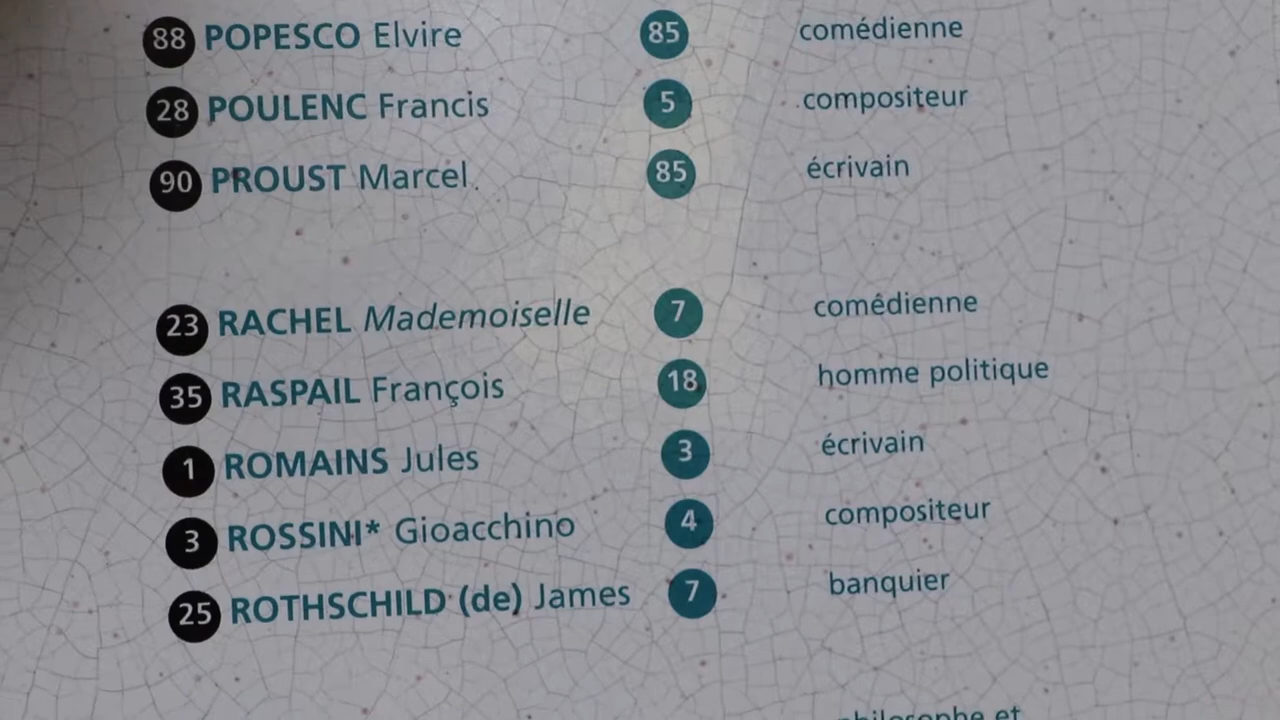 88 POPESCO Elvire 85 comédienne
28 POULENC Francis 5 compositeur
90 PROUST Marcel 85 écrivain
23 RACHEL Mademoiselle 7 comédienne
35 RASPAIL François 18 homme politique
1 ROMAINS Jules 3 écrivain
3 ROSSINI* Gioacchino 4 compositeur
25 ROTHSCHILD (de) James 7 banquier
philosophe et